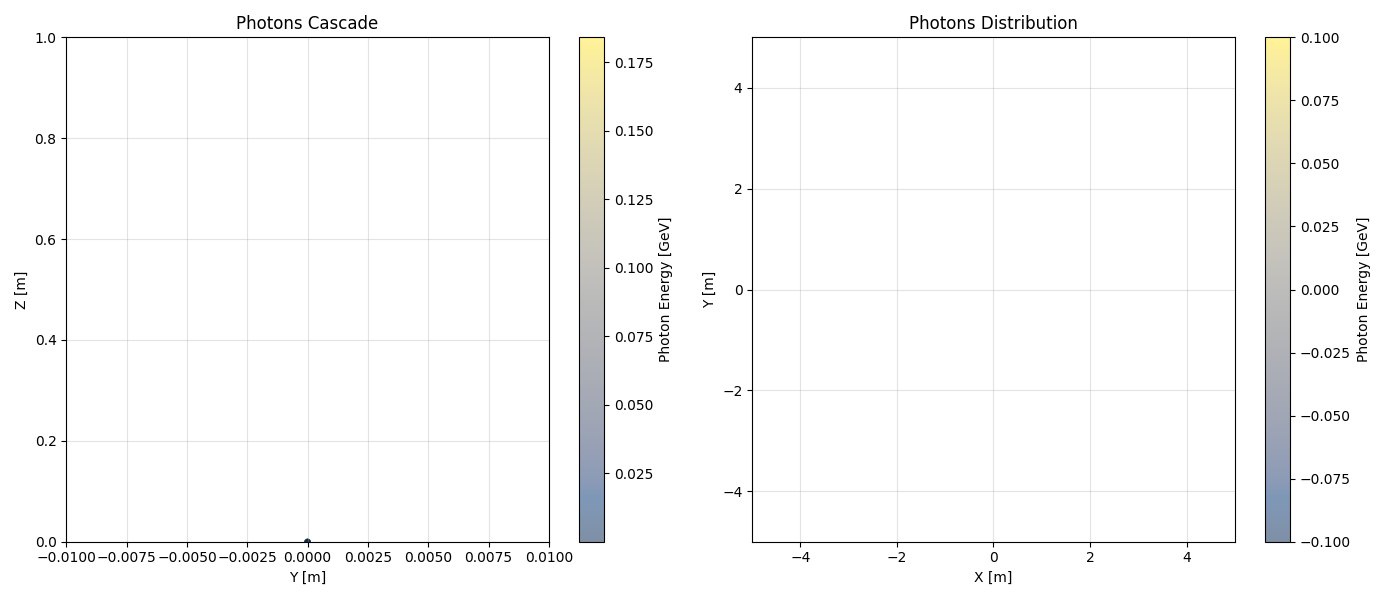 Photons Cascade
1.0
0.8
0.6
0.4
0.2
0.0
Z [m]
−0.0100 −0.0075 −0.0050 −0.0025 0.0000 0.0025 0.0050 0.0075 0.0100
Y [m]
0.175
0.150
0.125
0.100
0.075
0.050
0.025
Photon Energy [GeV]
Photons Distribution
4
2
0
−2
−4
Y [m]
−4 −2 0 2 4
X [m]
0.100
0.075
0.050
0.025
0.000
−0.025
−0.050
−0.075
−0.100
Photon Energy [GeV]